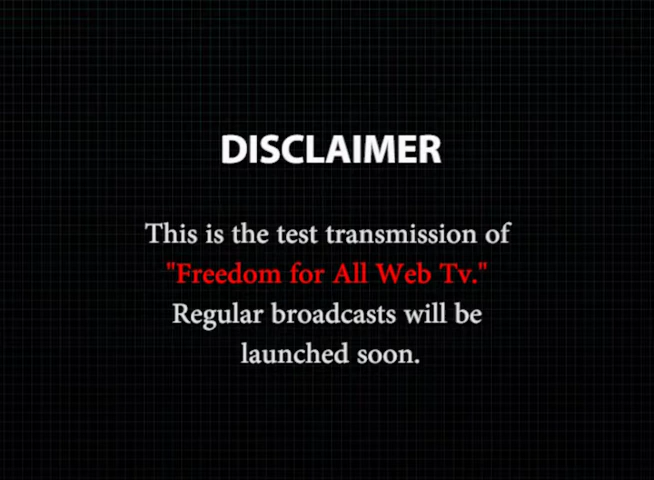 DISCLAIMER
This is the test transmission of
"Freedom for All Web Tv."
Regular broadcasts will be
launched soon.